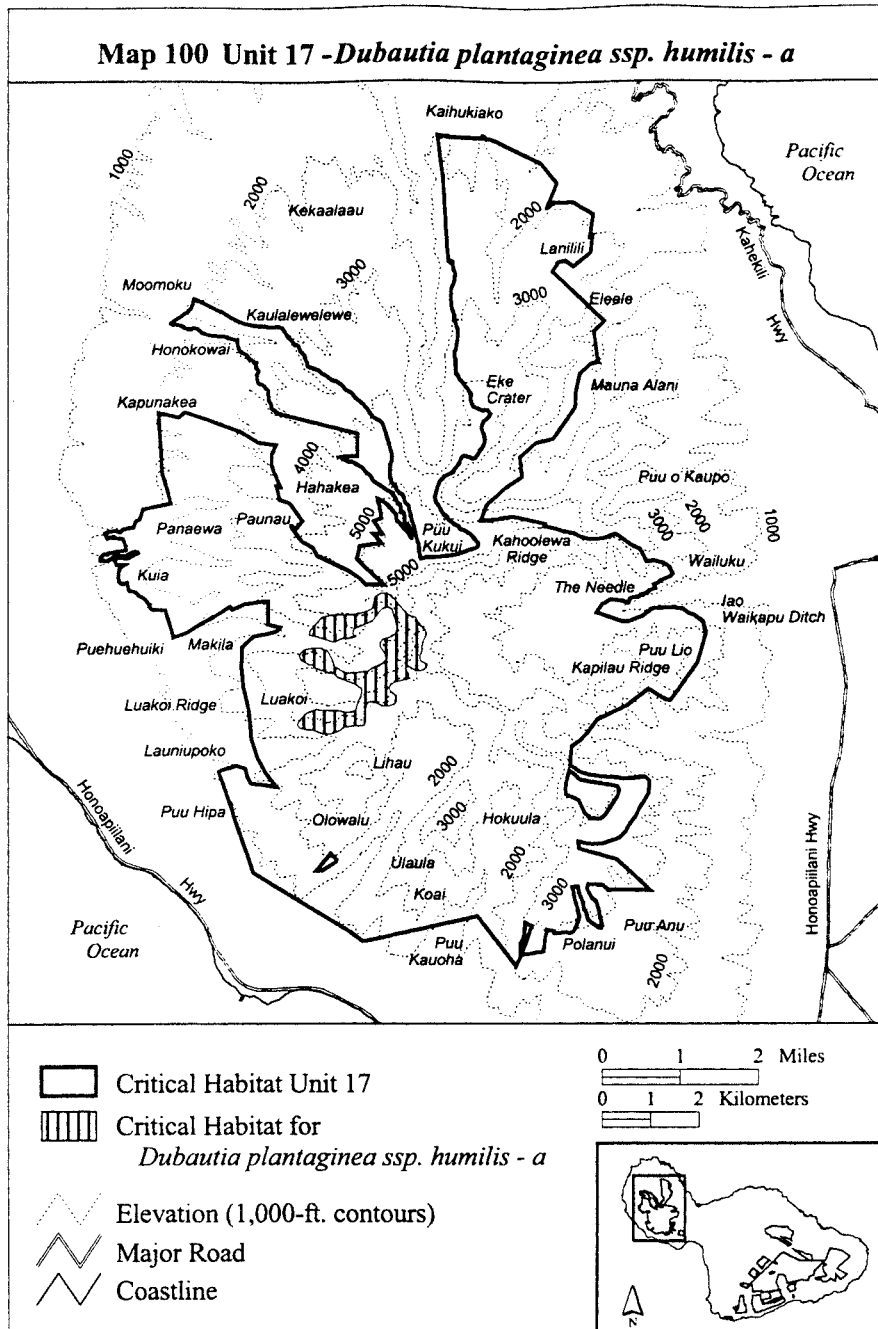 Map 100 Unit 17 -Dubautia plantaginea ssp. humilis - a
Kaihukiako
Pacific
Ocean
1000
2000
Kekaalaau
2000
Lanilili
Kahekili
Hwy
3000
3000
Eleele
Moomoku
Kaulalewelewe
Honokowai
Eke
Crater
Mauna Alani
Kapunakea
4000
Hahakea
Puu o Kaupo
2000
3000
1000
Panaewa
Paunau
5000
Puu
Kukui
Kahoolewa
Ridge
Wailuku
5000
Kuia
The Needle
Iao
Waikapu Ditch
Puehuehuiki
Makila
Puu Lio
Kapilau Ridge
Luakoi Ridge
Luakoi
Launiupoko
Lihau
2000
Puu Hipa
Olowalu
3000
Hokuula
Honoapiilani
Hwy
Ulaula
2000
Koai
3000
Honoapiilani Hwy
Pacific
Ocean
Puu
Kauoha
Polanui
Puu Anu
2000
Critical Habitat Unit 17
Critical Habitat for
Dubautia plantaginea ssp. humilis - a
Elevation (1,000-ft. contours)
Major Road
Coastline
0 1 2 Miles
0 1 2 Kilometers
N